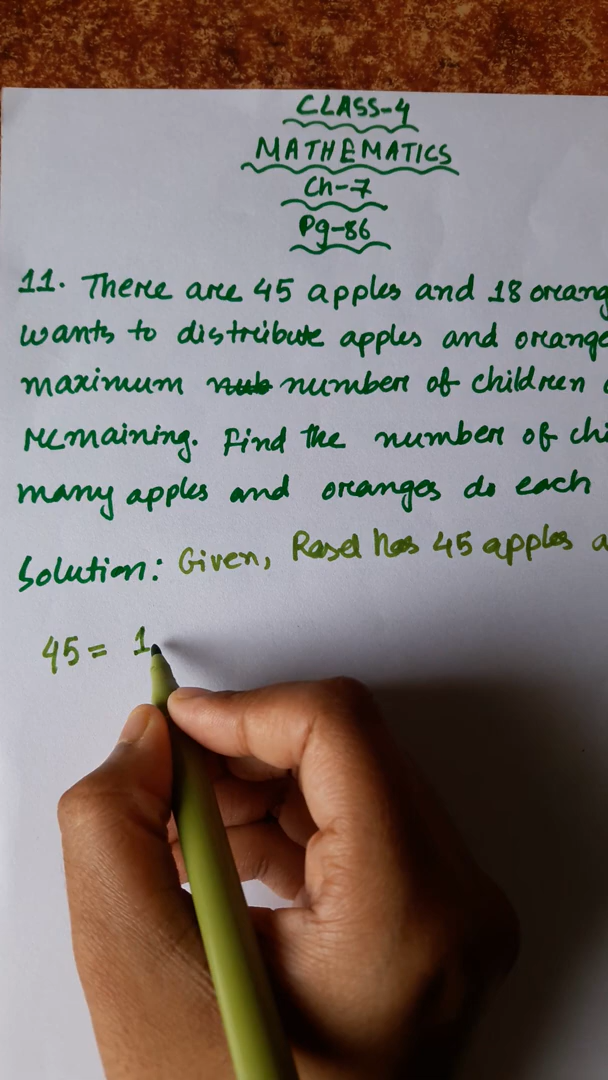 CLASS-4
MATHEMATICS
Ch-7
Pg-86
11. There are 45 apples and 18 orang
wants to distribute apples and orange
maximum nub number of children
remaining. Find the number of chi
many apples and oranges do each
Solution: Given, Rasel has 45 apples a
45 = 1